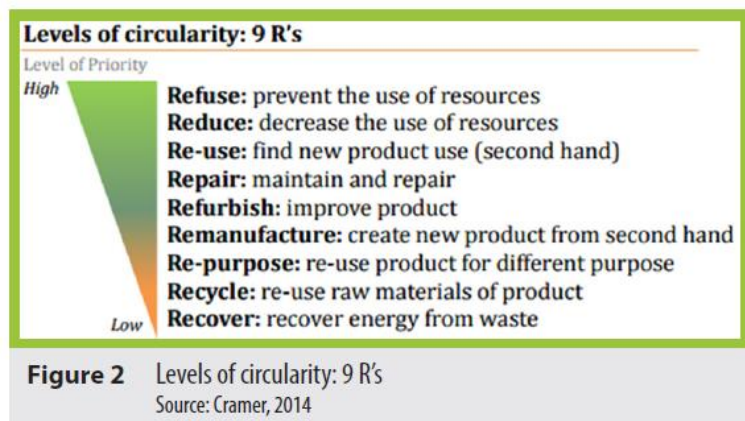 Levels of circularity: 9 R's
Level of Priority
High
Refuse: prevent the use of resources
Reduce: decrease the use of resources
Re-use: find new product use (second hand)
Repair: maintain and repair
Refurbish: improve product
Remanufacture: create new product from second hand
Re-purpose: re-use product for different purpose
Recycle: re-use raw materials of product
Low Recover: recover energy from waste
Figure 2 Levels of circularity: 9 R's
Source: Cramer, 2014